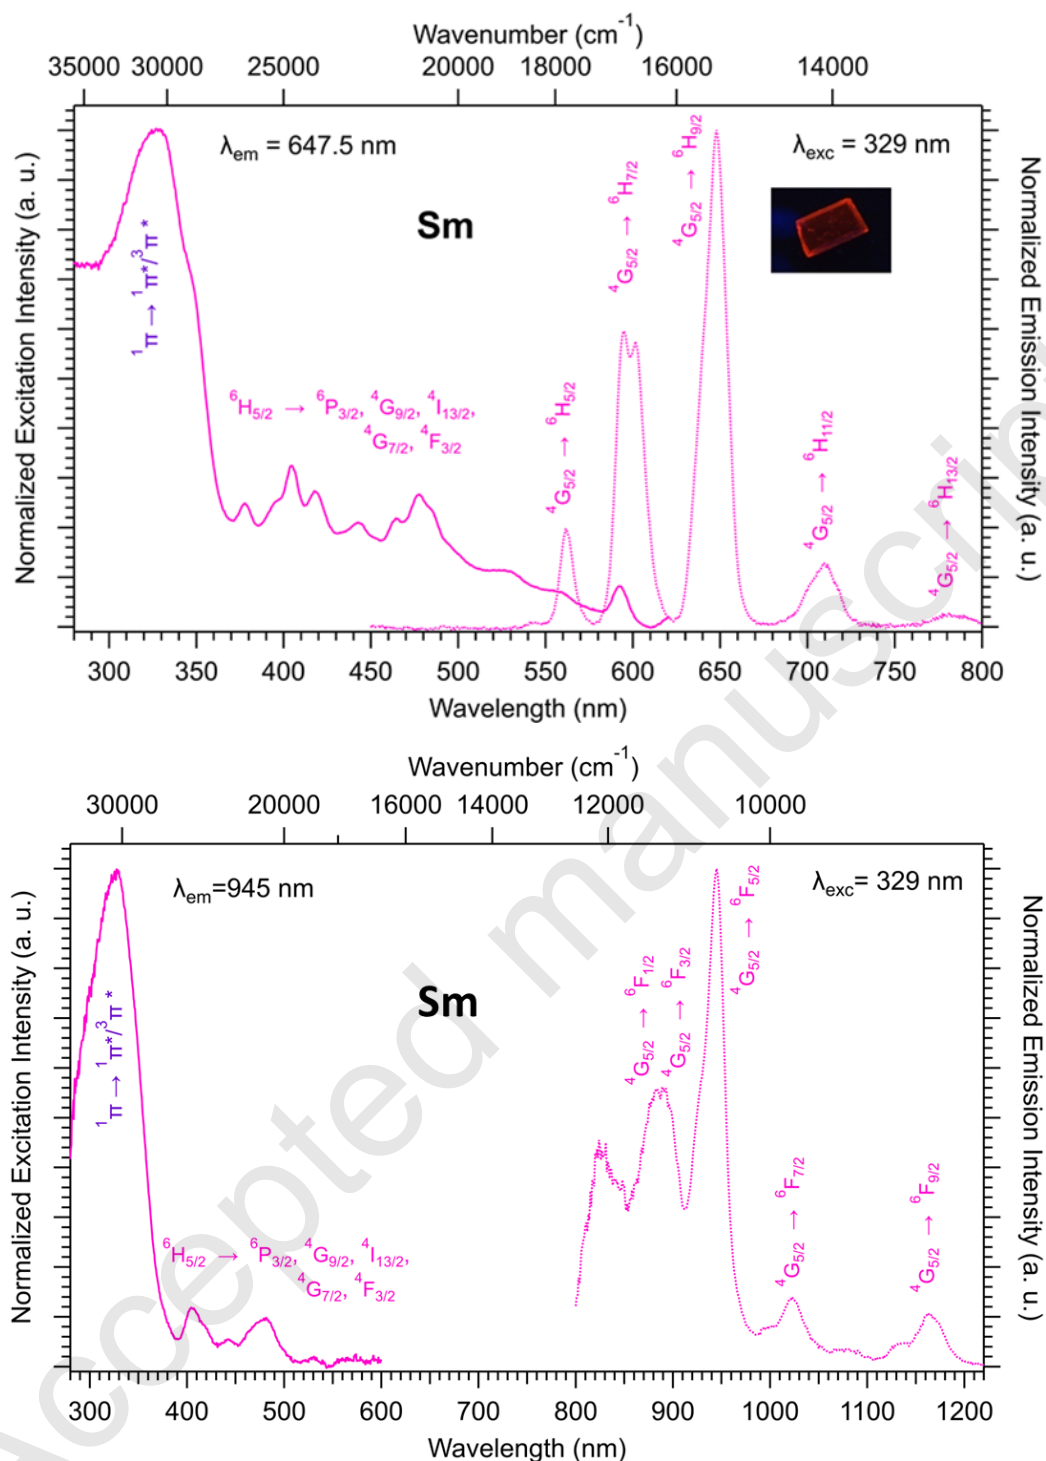 Wavenumber (cm⁻¹)
35000 30000 25000 20000 18000 16000 14000
λem = 647.5 nm
λexc = 329 nm
Sm
Normalized Excitation Intensity (a. u.)
Normalized Emission Intensity (a. u.)
¹π → ¹π*/³π *
⁶H5/2 → ⁶P3/2, ⁴G9/2, ⁴I13/2,
⁴G7/2, ⁴F3/2
⁴G5/2 → ⁶H5/2
⁴G5/2 → ⁶H7/2
⁴G5/2 → ⁶H9/2
⁴G5/2 → ⁶H11/2
⁴G5/2 → ⁶H13/2
300 350 400 450 500 550 600 650 700 750 800
Wavelength (nm)
Wavenumber (cm⁻¹)
30000 20000 16000 14000 12000 10000
λem=945 nm
λexc= 329 nm
Sm
Normalized Excitation Intensity (a. u.)
Normalized Emission Intensity (a. u.)
¹π → ¹π*/³π *
⁶H5/2 → ⁶P3/2, ⁴G9/2, ⁴I13/2,
⁴G7/2, ⁴F3/2
⁴G5/2 → ⁶F1/2
⁴G5/2 → ⁶F3/2
⁴G5/2 → ⁶F5/2
⁴G5/2 → ⁶F7/2
⁴G5/2 → ⁶F9/2
300 400 500 600 700 800 900 1000 1100 1200
Wavelength (nm)
Accepted manuscrip